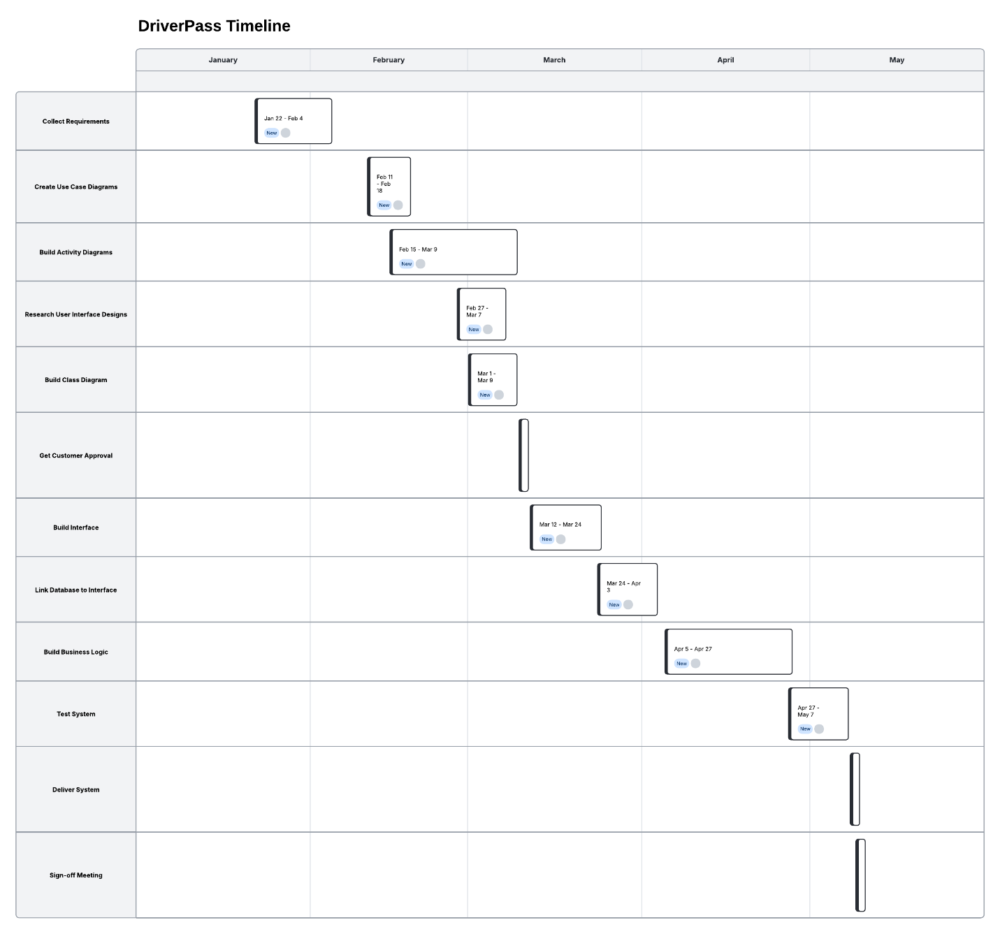 DriverPass Timeline
January
February
March
April
May
Collect Requirements
Jan 22 - Feb 4
New
Create Use Case Diagrams
Feb 11
- Feb
18
New
Build Activity Diagrams
Feb 15 - Mar 9
New
Research User Interface Designs
Feb 27 -
Mar 7
New
Build Class Diagram
Mar 1 -
Mar 9
New
Get Customer Approval
Build Interface
Mar 12 - Mar 24
New
Link Database to Interface
Mar 24 - Apr
3
New
Build Business Logic
Apr 5 - Apr 27
New
Test System
Apr 27 -
May 7
New
Deliver System
Sign-off Meeting